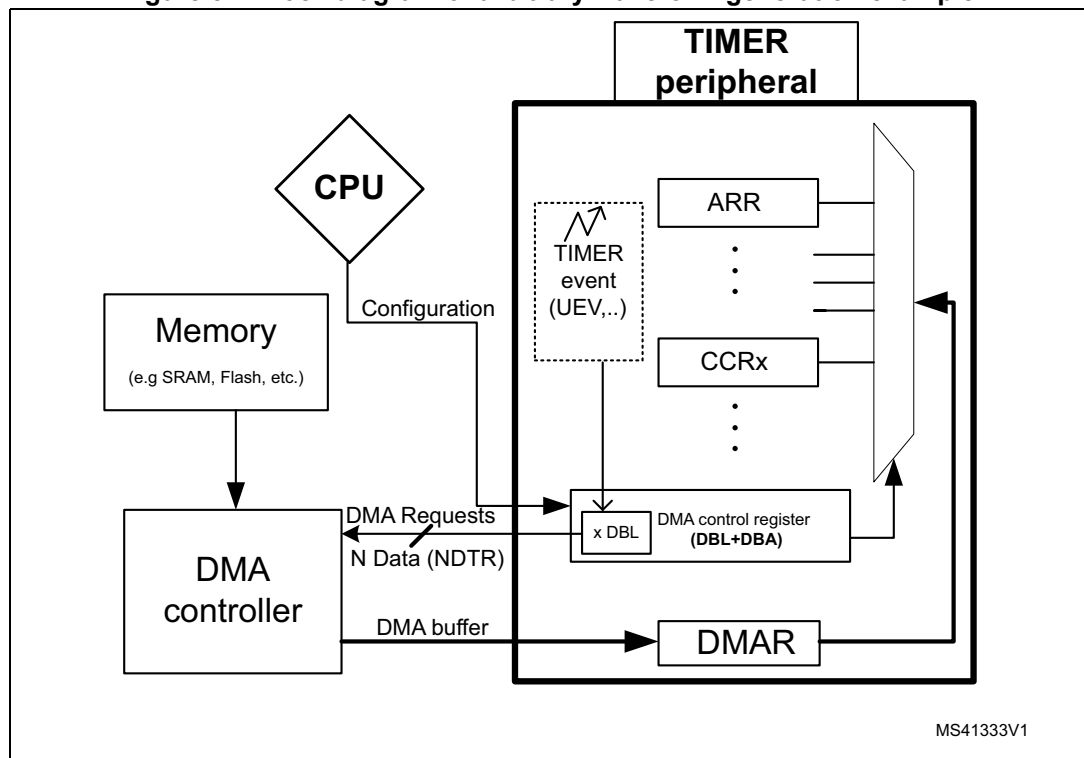 TIMER
peripheral
CPU
ARR
TIMER
event
(UEV,..)
Configuration
Memory
(e.g SRAM, Flash, etc.)
CCRx
DMA Requests
x DBL
DMA control register
(DBL+DBA)
N Data (NDTR)
DMA
controller
DMA buffer
DMAR
MS41333V1